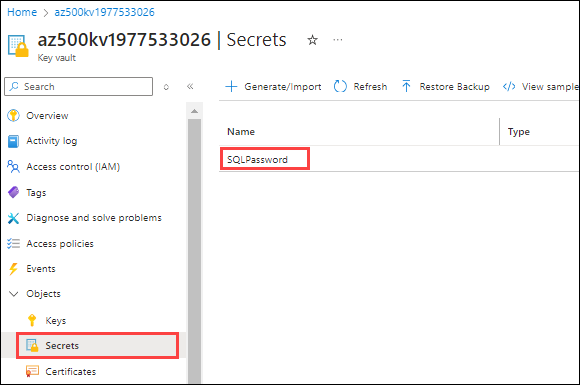 Home > az500kv1977533026
az500kv1977533026 | Secrets ☆ ...
Key vault
Search
«
+ Generate/Import Refresh Restore Backup </> View sample
Overview
Activity log
Access control (IAM)
Tags
Diagnose and solve problems
Access policies
Events
Objects
Keys
Secrets
Certificates
Name Type
SQLPassword